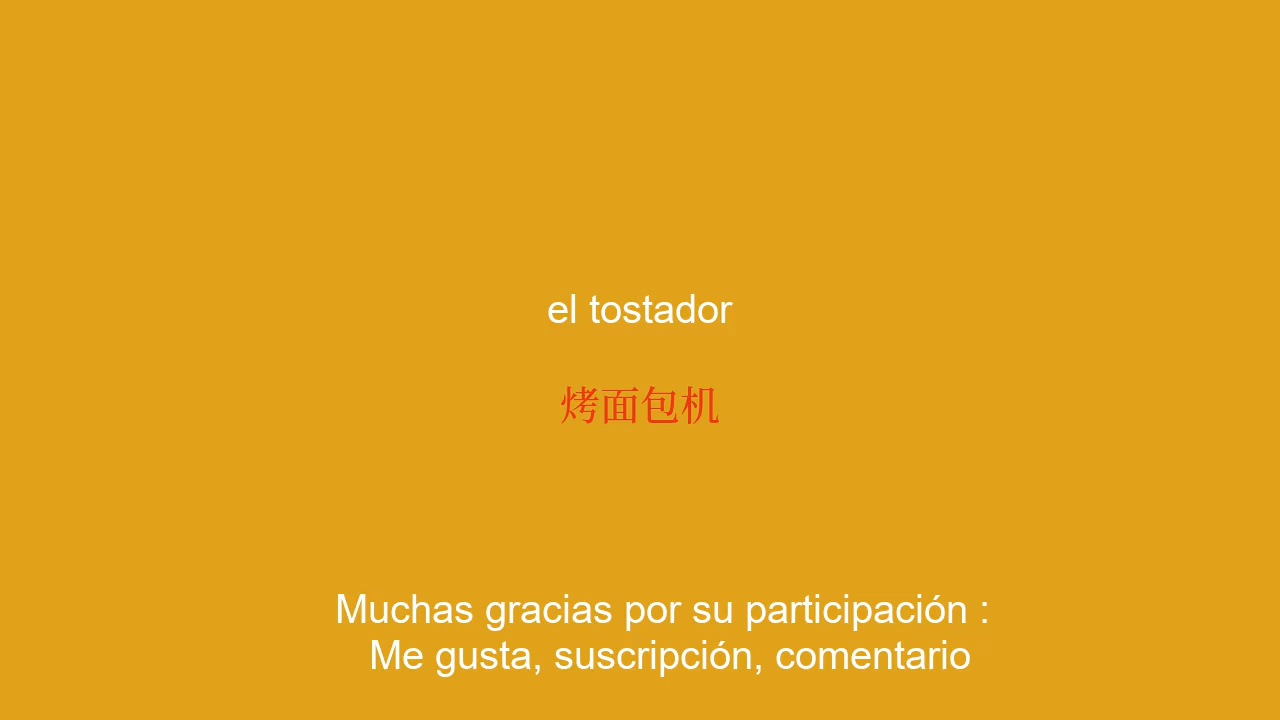 el tostador
烤面包机
Muchas gracias por su participación :
Me gusta, suscripción, comentario